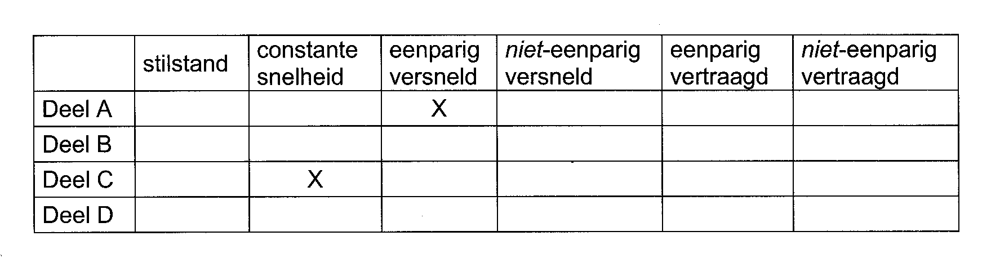 stilstand
constante
snelheid
eenparig
versneld
niet-eenparig
versneld
eenparig
vertraagd
niet-eenparig
vertraagd
Deel A X
Deel B
Deel C X
Deel D